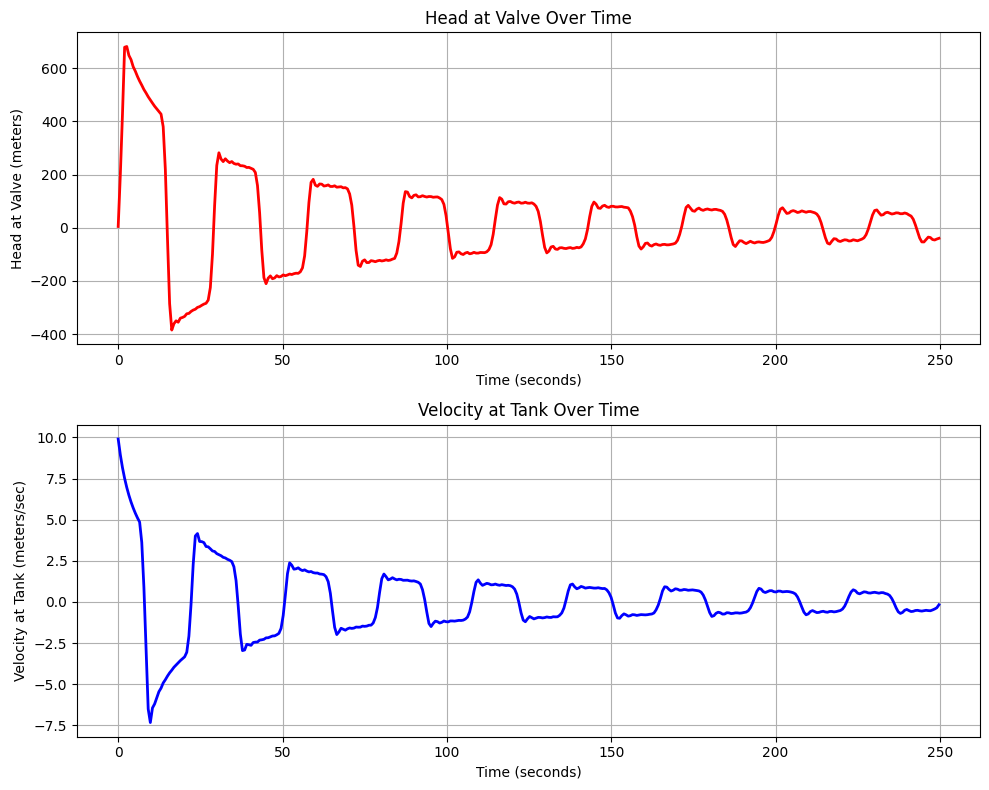 Head at Valve Over Time
Head at Valve (meters)
600
400
200
0
−200
−400
0 50 100 150 200 250
Time (seconds)
Velocity at Tank Over Time
Velocity at Tank (meters/sec)
10.0
7.5
5.0
2.5
0.0
−2.5
−5.0
−7.5
0 50 100 150 200 250
Time (seconds)